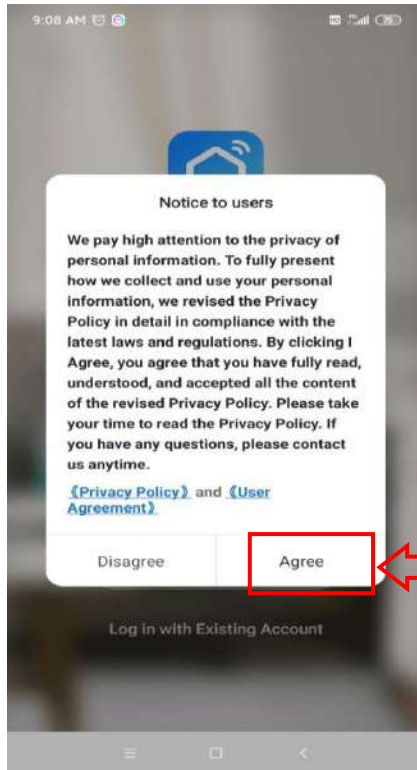 9:08 AM
Notice to users
We pay high attention to the privacy of
personal information. To fully present
how we collect and use your personal
information, we revised the Privacy
Policy in detail in compliance with the
latest laws and regulations. By clicking I
Agree, you agree that you have fully read,
understood, and accepted all the content
of the revised Privacy Policy. Please take
your time to read the Privacy Policy. If
you have any questions, please contact
us anytime.
《Privacy Policy》 and 《User
Agreement》
Disagree Agree
Log in with Existing Account